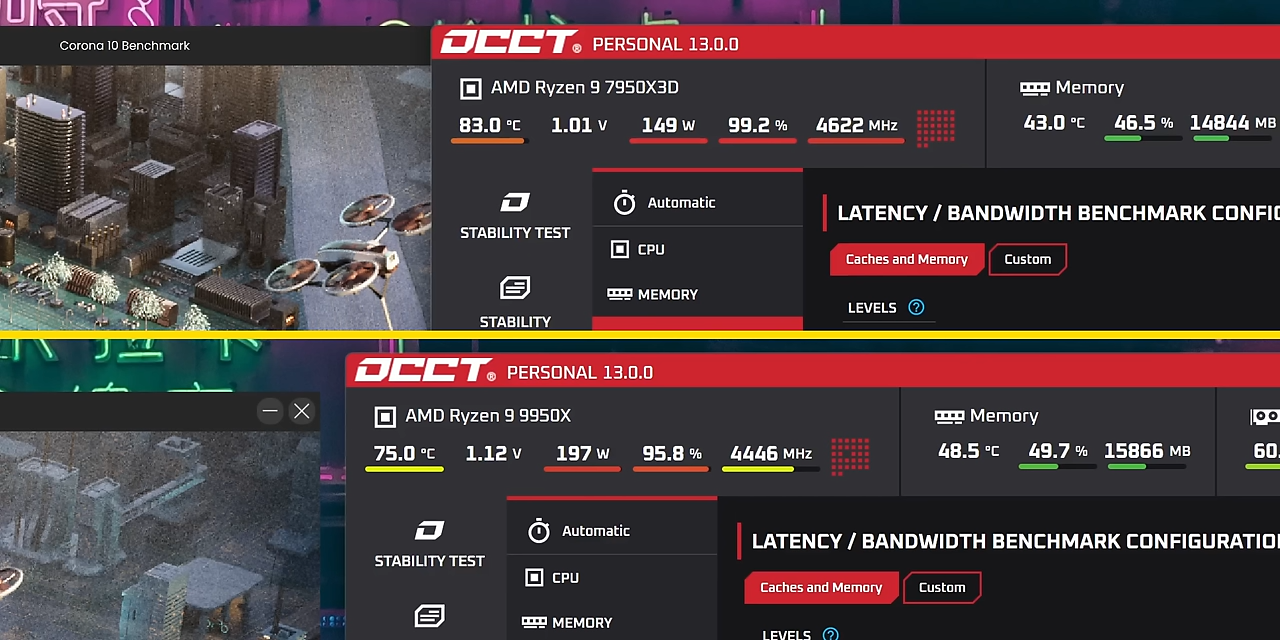 Corona 10 Benchmark
OCCT® PERSONAL 13.0.0
AMD Ryzen 9 7950X3D
Memory
83.0 °C 1.01 V 149 W 99.2 % 4622 MHz
43.0 °C 46.5 % 14844 MB
Automatic
STABILITY TEST
CPU
MEMORY
STABILITY
LATENCY / BANDWIDTH BENCHMARK CONFIG
Caches and Memory Custom
LEVELS ?
OCCT® PERSONAL 13.0.0
AMD Ryzen 9 9950X
Memory
75.0 °C 1.12 V 197 W 95.8 % 4446 MHz
48.5 °C 49.7 % 15866 MB
60.
Automatic
STABILITY TEST
CPU
MEMORY
LATENCY / BANDWIDTH BENCHMARK CONFIGURATIO
Caches and Memory Custom
LEVELS ?